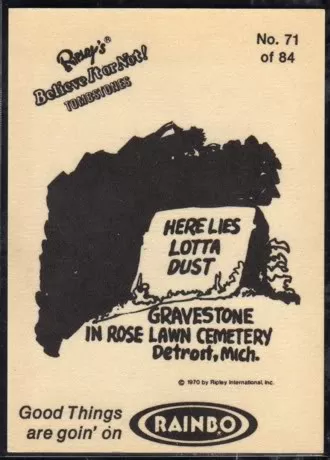 Ripley's®
Believe It or Not!
TOMBSTONES
No. 71
of 84
HERE LIES
LOTTA
DUST
GRAVESTONE
IN ROSE LAWN CEMETERY
Detroit, Mich.
© 1970 by Ripley International, Inc.
Good Things
are goin' on
RAINBO